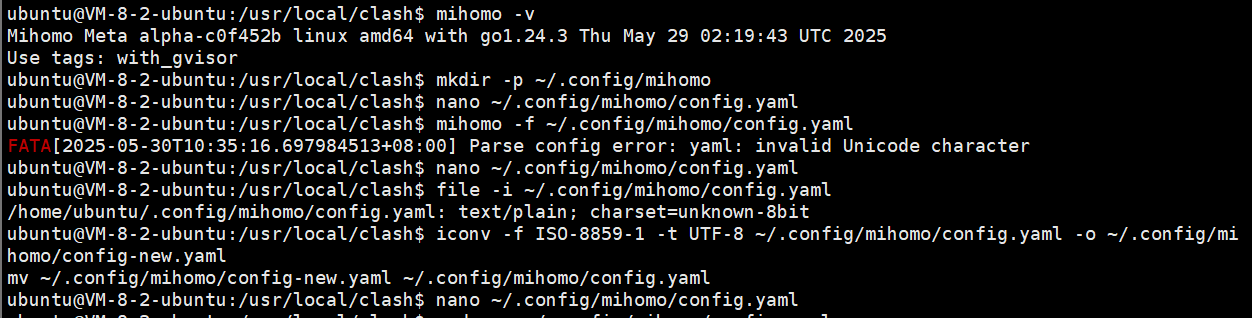 ubuntu@VM-8-2-ubuntu:/usr/local/clash$ mihomo -v
Mihomo Meta alpha-c0f452b linux amd64 with go1.24.3 Thu May 29 02:19:43 UTC 2025
Use tags: with_gvisor
ubuntu@VM-8-2-ubuntu:/usr/local/clash$ mkdir -p ~/.config/mihomo
ubuntu@VM-8-2-ubuntu:/usr/local/clash$ nano ~/.config/mihomo/config.yaml
ubuntu@VM-8-2-ubuntu:/usr/local/clash$ mihomo -f ~/.config/mihomo/config.yaml
FATA[2025-05-30T10:35:16.697984513+08:00] Parse config error: yaml: invalid Unicode character
ubuntu@VM-8-2-ubuntu:/usr/local/clash$ nano ~/.config/mihomo/config.yaml
ubuntu@VM-8-2-ubuntu:/usr/local/clash$ file -i ~/.config/mihomo/config.yaml
/home/ubuntu/.config/mihomo/config.yaml: text/plain; charset=unknown-8bit
ubuntu@VM-8-2-ubuntu:/usr/local/clash$ iconv -f ISO-8859-1 -t UTF-8 ~/.config/mihomo/config.yaml -o ~/.config/mi
homo/config-new.yaml
mv ~/.config/mihomo/config-new.yaml ~/.config/mihomo/config.yaml
ubuntu@VM-8-2-ubuntu:/usr/local/clash$ nano ~/.config/mihomo/config.yaml